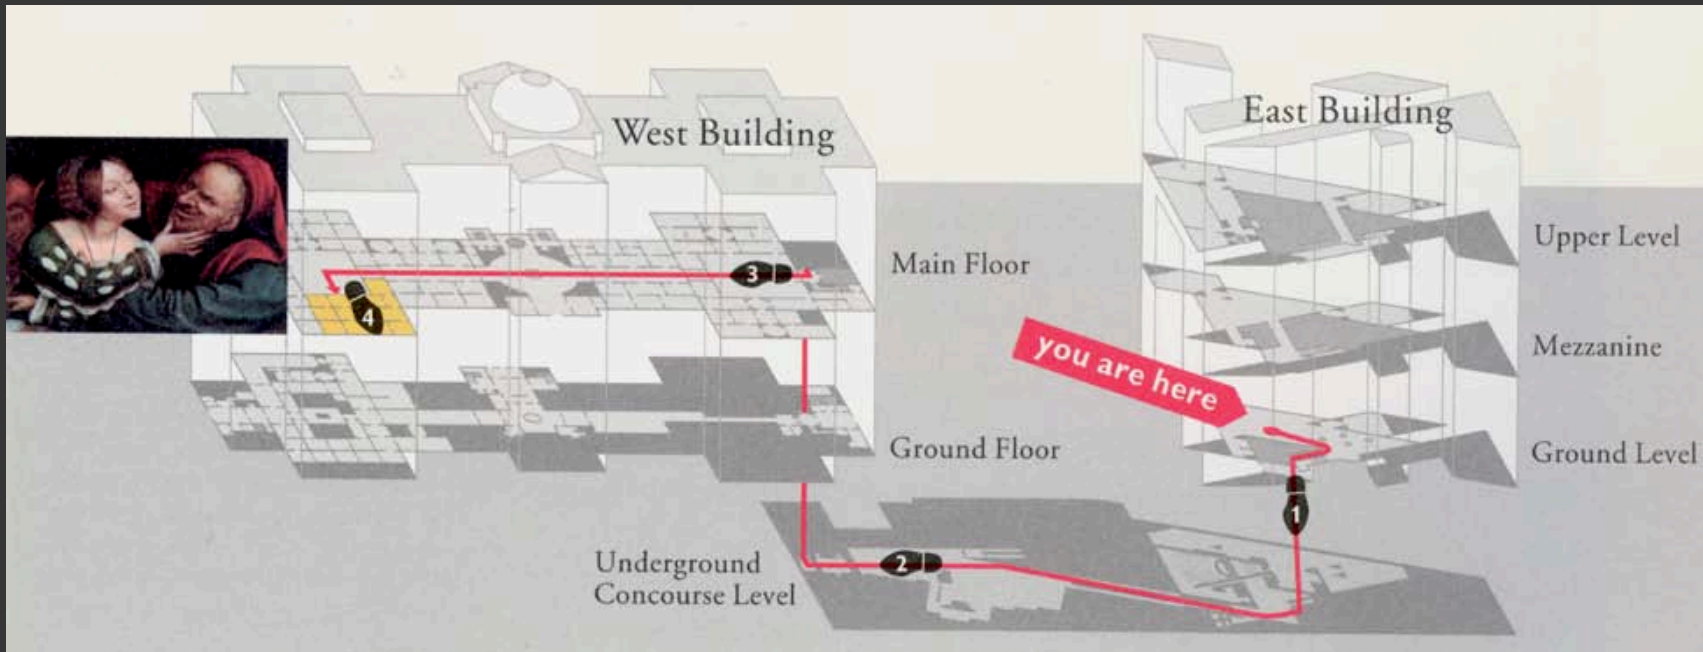 West Building
East Building
Main Floor
Upper Level
3
4
you are here
Mezzanine
Ground Floor
Ground Level
1
Underground
Concourse Level
2